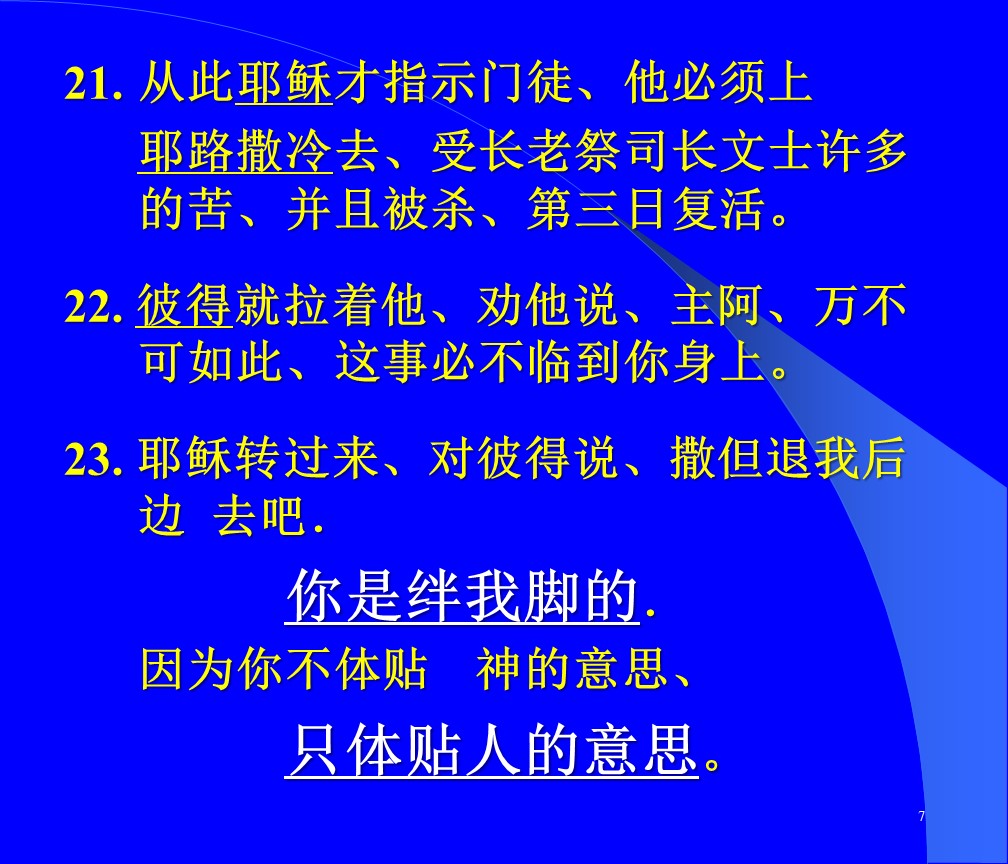 21. 从此耶稣才指示门徒、他必须上
耶路撒冷去、受长老祭司长文士许多
的苦、并且被杀、第三日复活。
22. 彼得就拉着他、劝他说、主阿、万不
可如此、这事必不临到你身上。
23. 耶稣转过来、对彼得说、撒但退我后
边 去吧.
你是绊我脚的.
因为你不体贴　神的意思、
只体贴人的意思。
7